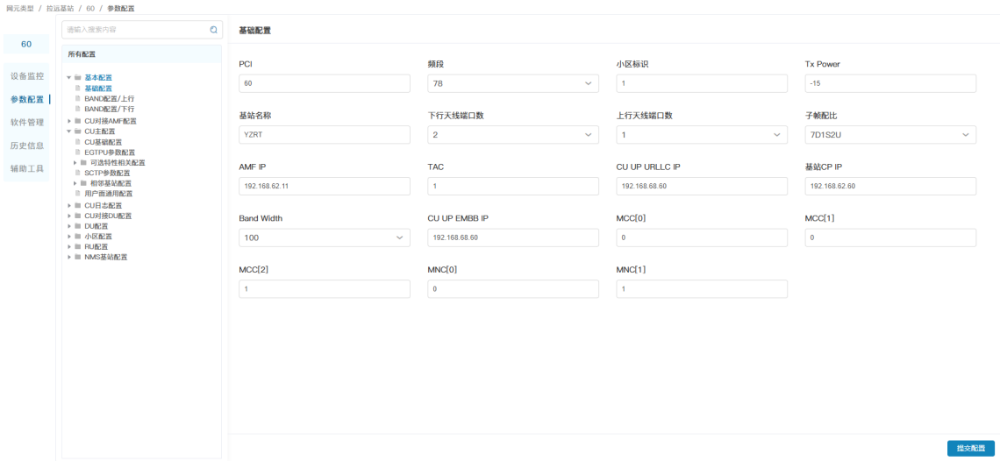 网元类型 / 拉远基站 / 60 / 参数配置
60
设备监控
参数配置
软件管理
历史信息
辅助工具
请输入搜索内容
所有配置
基本配置
基础配置
BAND配置/上行
BAND配置/下行
CU对接AMF配置
CU主配置
CU基础配置
EGTPU参数配置
可选特性相关配置
SCTP参数配置
相邻基站配置
用户面通用配置
CU日志配置
CU对接DU配置
DU配置
小区配置
RU配置
NMS基站配置
基础配置
PCI 频段 小区标识 Tx Power
60 78 1 -15
基站名称 下行天线端口数 上行天线端口数 子帧配比
YZRT 2 1 7D1S2U
AMF IP TAC CU UP URLLC IP 基站CP IP
192.168.62.11 1 192.168.68.60 192.168.62.60
Band Width CU UP EMBB IP MCC[0] MCC[1]
100 192.168.68.60 0 0
MCC[2] MNC[0] MNC[1]
1 0 1
提交配置